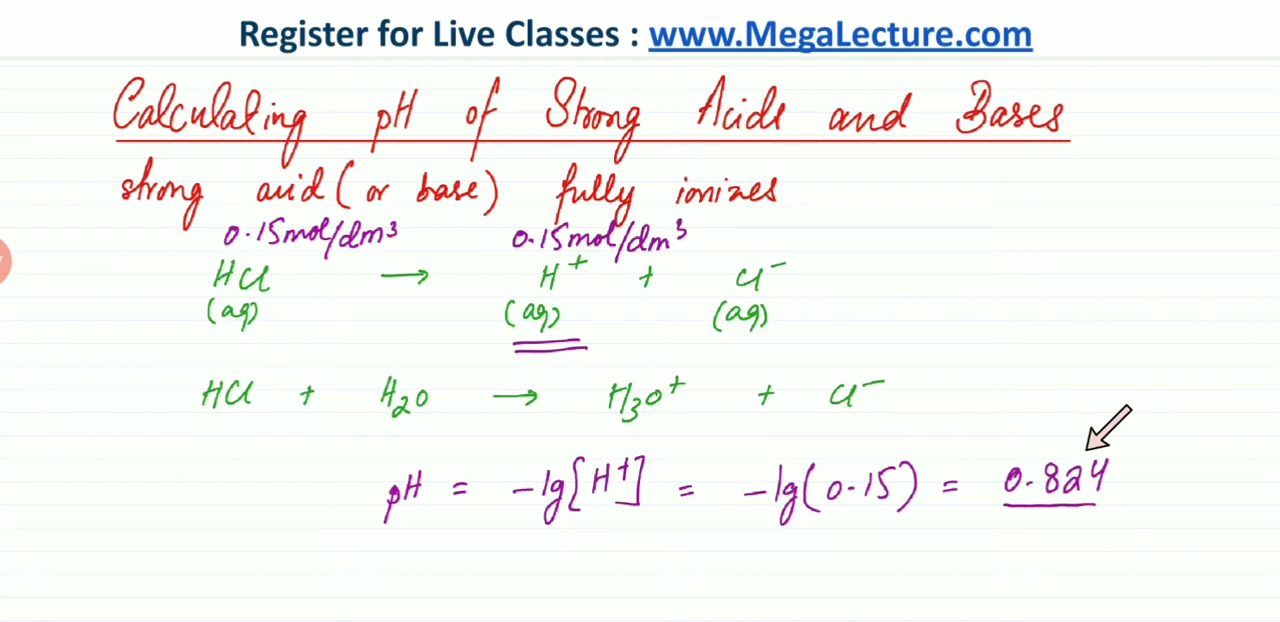 Register for Live Classes : www.MegaLecture.com
Calculating pH of Strong Acids and Bases
strong acid (or base) fully ionizes
0.15mol/dm³ 0.15mol/dm³
HCl → H⁺ + Cl⁻
(aq) (aq) (aq)
HCl + H₂O → H₃O⁺ + Cl⁻
pH = -lg[H⁺] = -lg(0.15) = 0.824